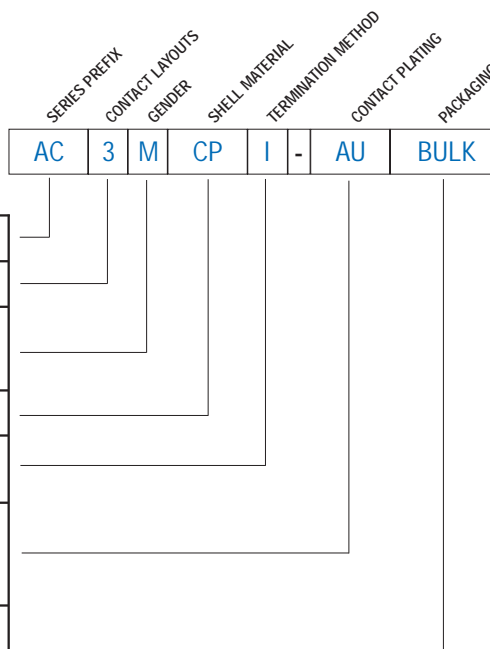 SERIES PREFIX
CONTACT LAYOUTS
GENDER
SHELL MATERIAL
TERMINATION METHOD
CONTACT PLATING
PACKAGING
AC 3 M CP I - AU BULK